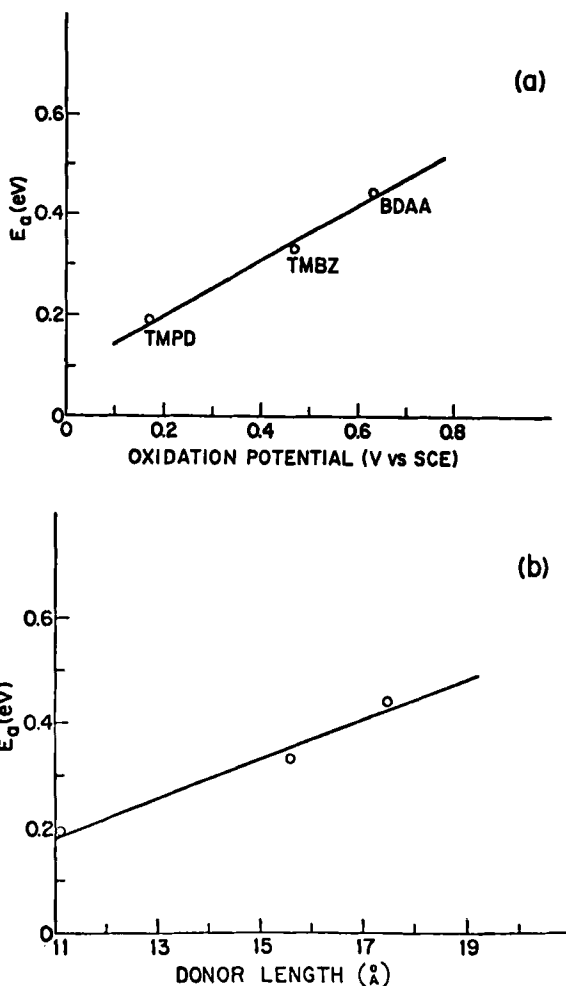 (a)
0.6
0.4
0.2
0
E_a (eV)
BDAA
TMBZ
TMPD
0 0.2 0.4 0.6 0.8
OXIDATION POTENTIAL (V vs SCE)
(b)
0.6
0.4
0.2
0
E_a (eV)
11 13 15 17 19
DONOR LENGTH (Å)